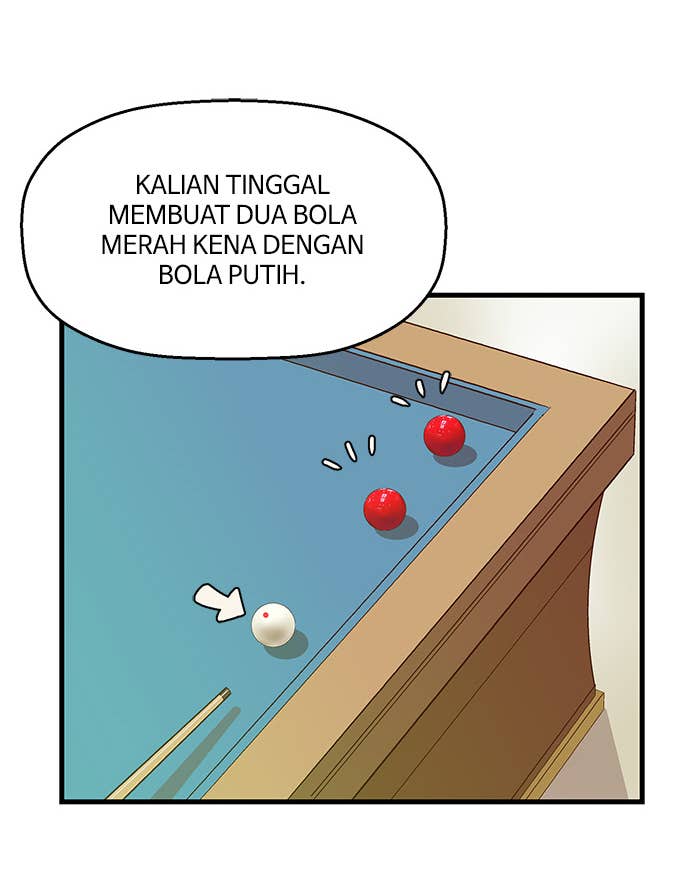 KALIAN TINGGAL
MEMBUAT DUA BOLA
MERAH KENA DENGAN
BOLA PUTIH.